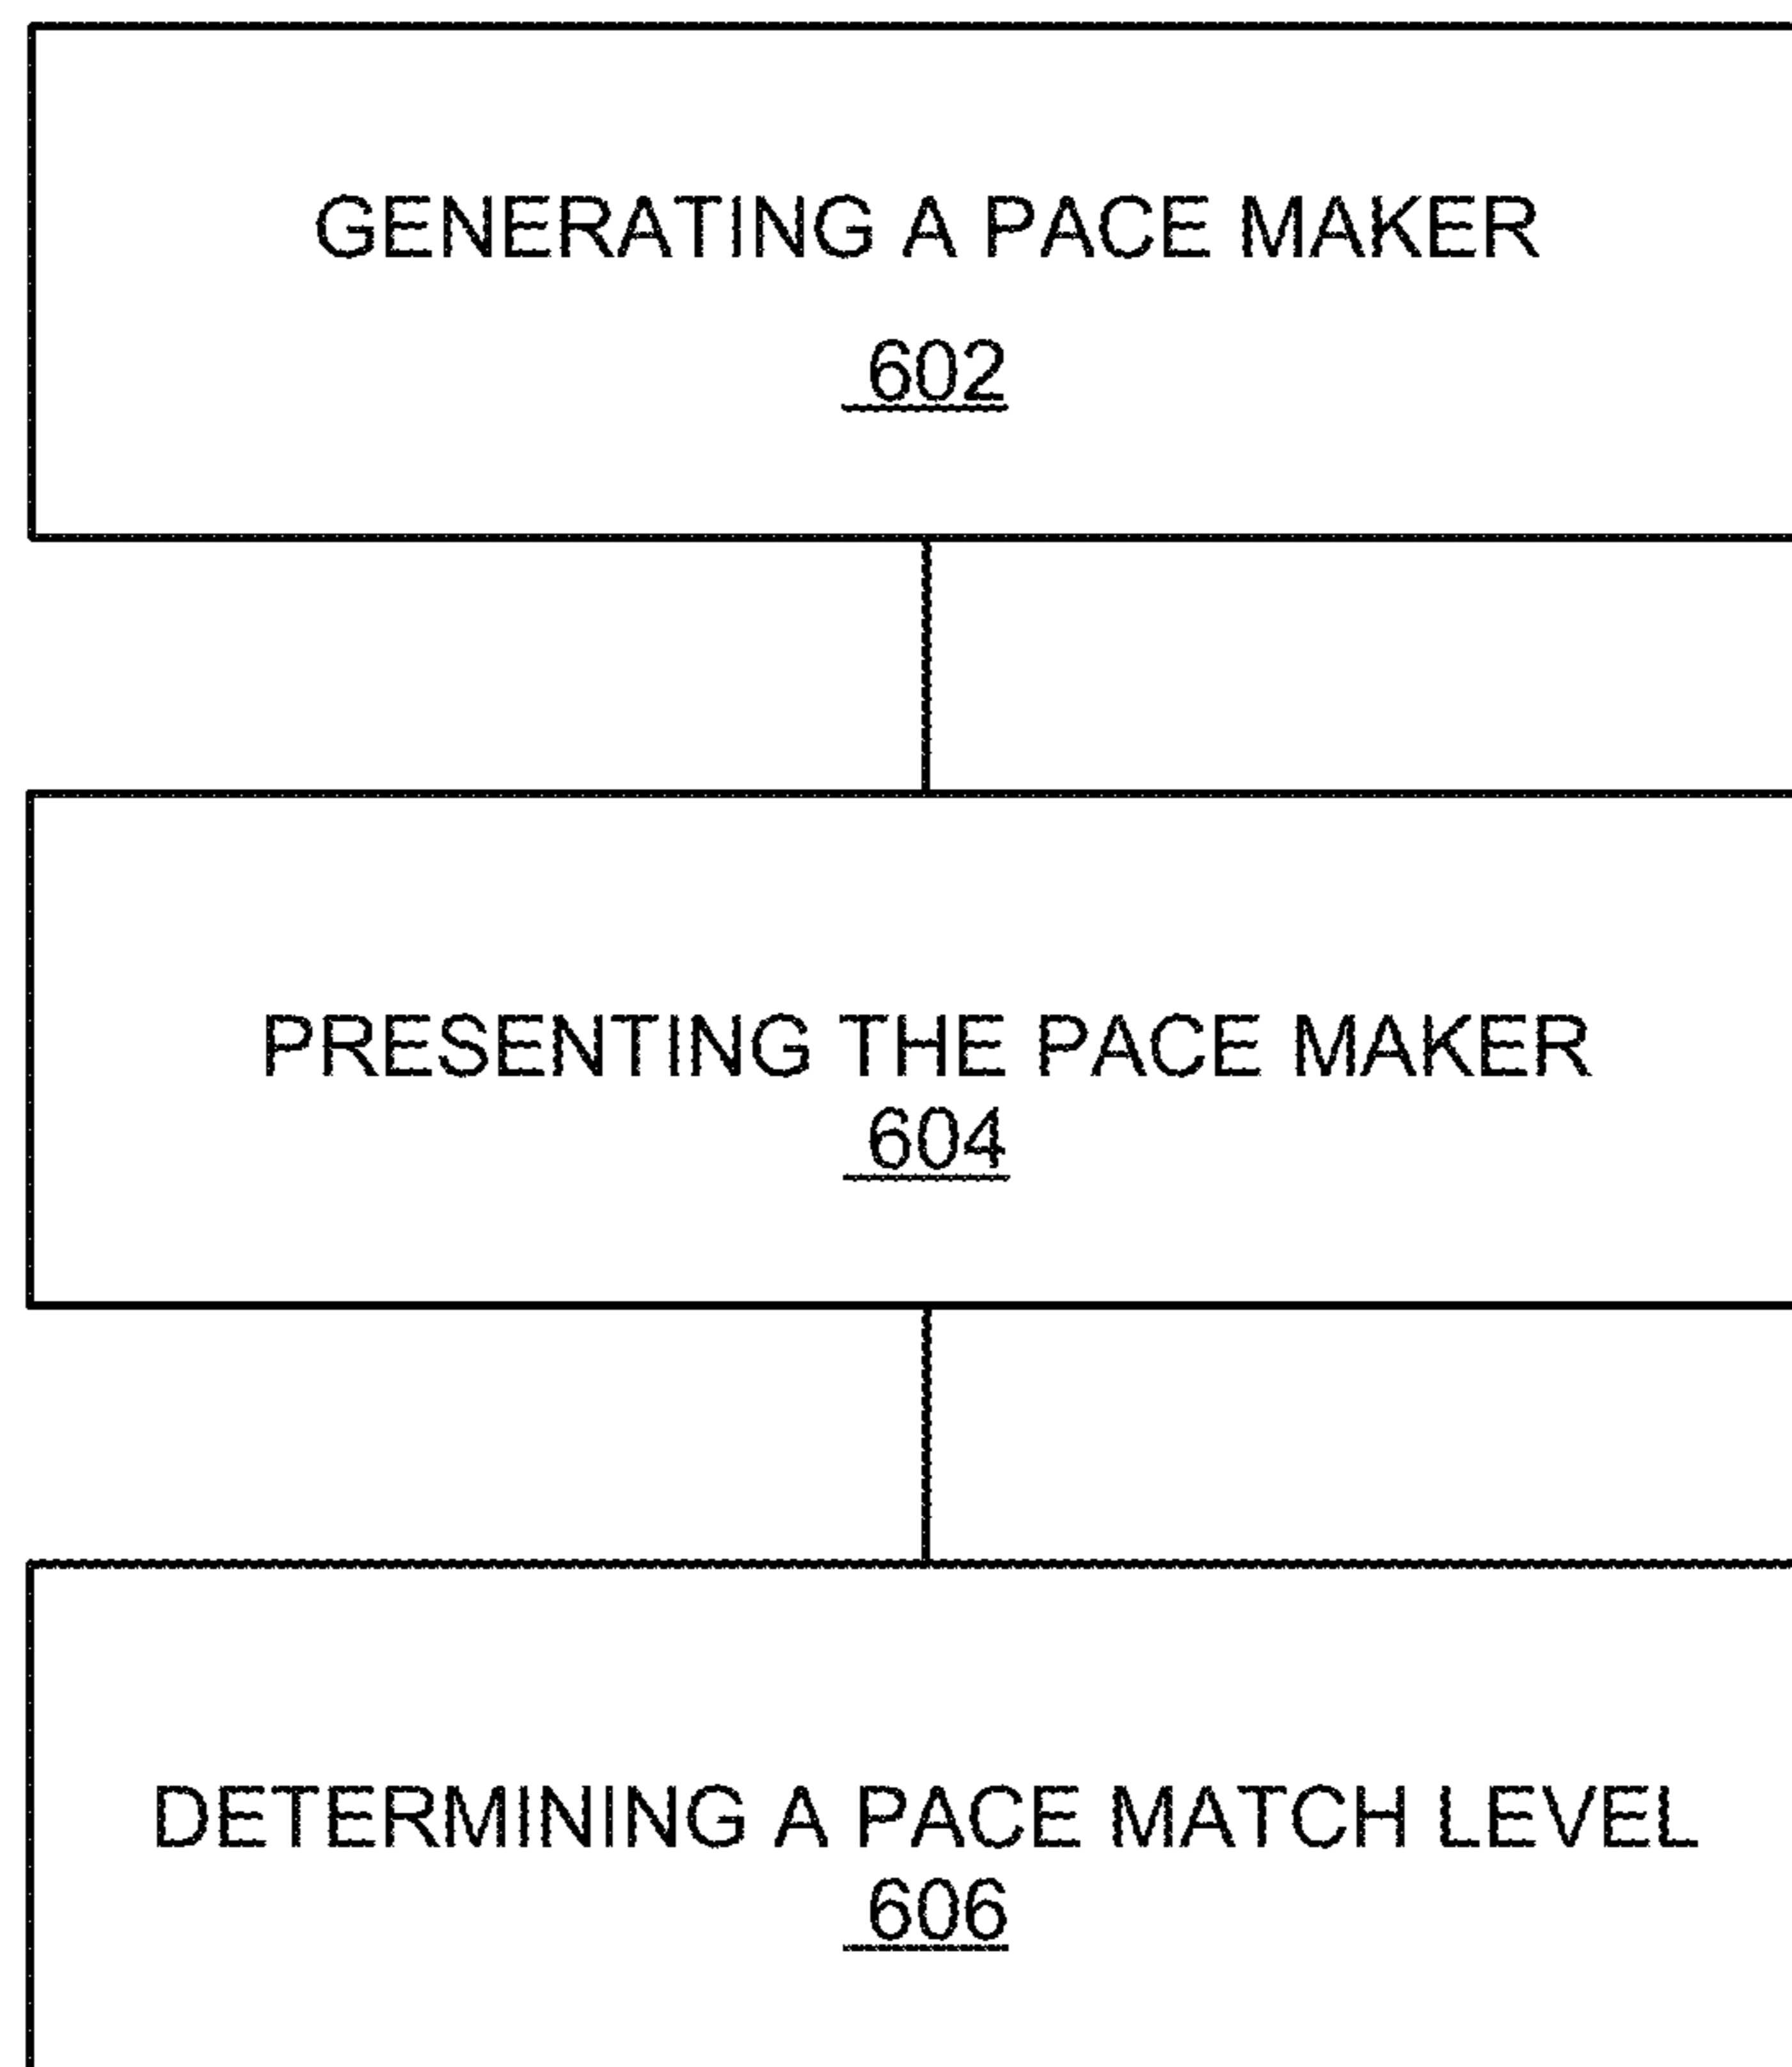 GENERATING A PACE MAKER
602
PRESENTING THE PACE MAKER
604
DETERMINING A PACE MATCH LEVEL
606